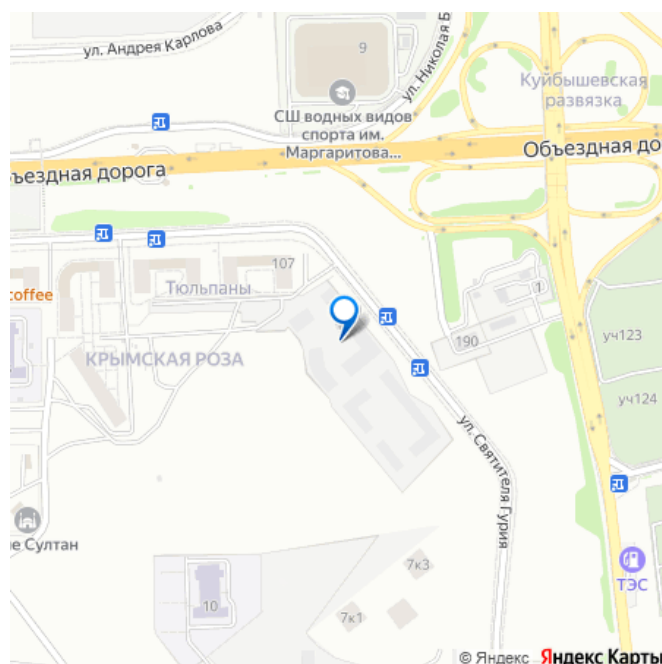 ул. Андрея Карлова
9
ул. Николая Б
СШ водных видов
спорта им.
Маргаритова...
Куйбышевская
развязка
ъездная дорога
Объездная до
107
Тюльпаны
coffee
КРЫМСКАЯ РОЗА
1
190
уч123
уч124
ул. Святителя Гурия
е Султан
10
7к3
7к1
ТЭС
© Яндекс Яндекс Карты